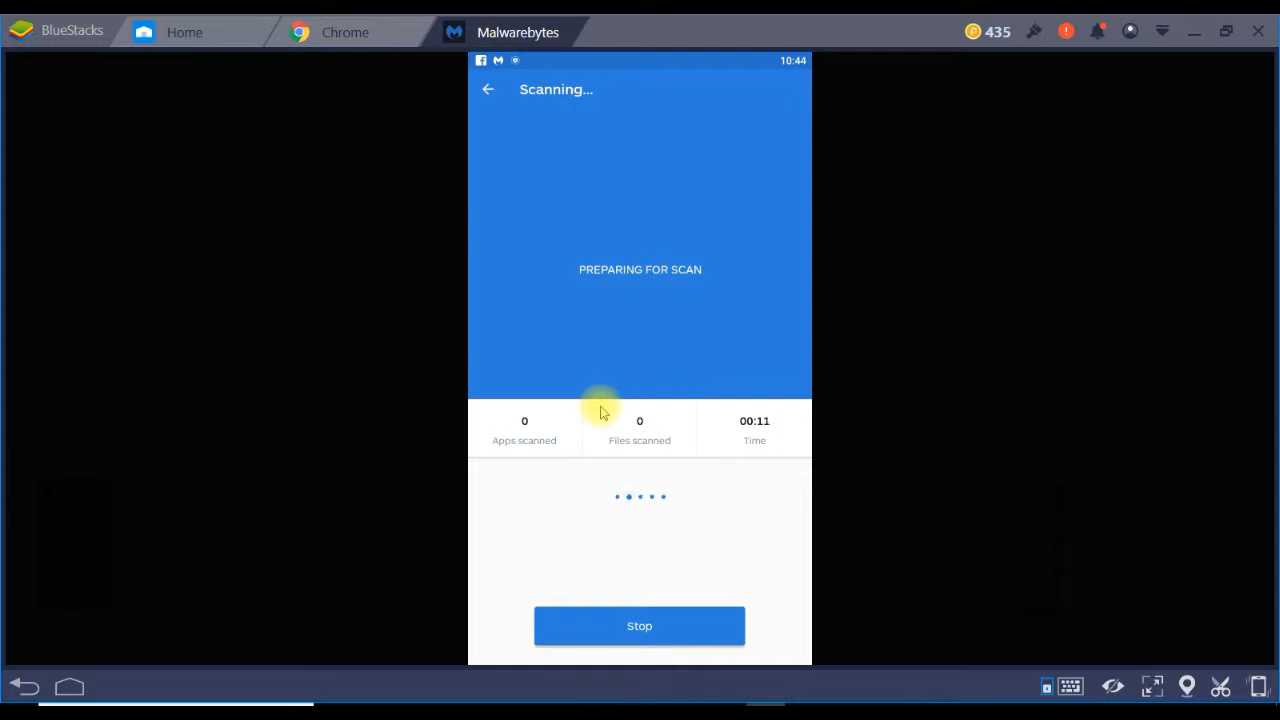 BlueStacks Home Chrome Malwarebytes 435
10:44
Scanning...
PREPARING FOR SCAN
0 0 00:11
Apps scanned Files scanned Time
Stop